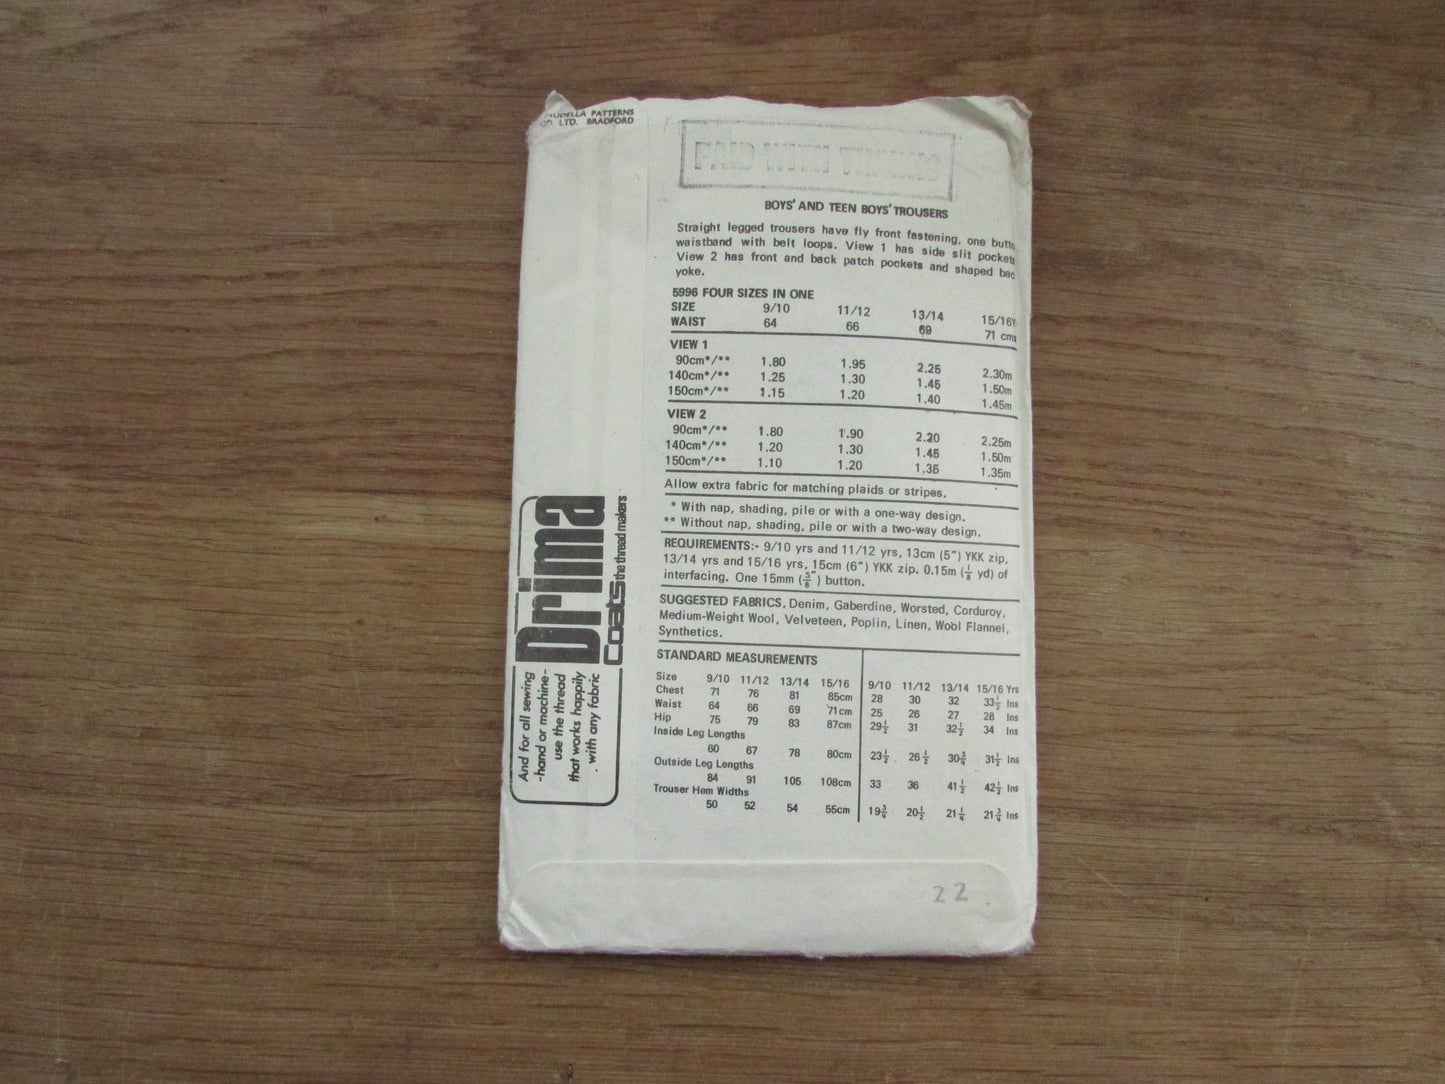 PATTERNS
LTD. BRADFORD
PAID WITH THANKS
BOYS' AND TEEN BOYS' TROUSERS
Straight legged trousers have fly front fastening, one butto
waistband with belt loops. View 1 has side slit pockets
View 2 has front and back patch pockets and shaped bac
yoke.
5996 FOUR SIZES IN ONE
SIZE 9/10 11/12 13/14 15/16Y
WAIST 64 66 69 71 cms
VIEW 1
90cm*/** 1.80 1.95 2.25 2.30m
140cm*/** 1.25 1.30 1.45 1.50m
150cm*/** 1.15 1.20 1.40 1.45m
VIEW 2
90cm*/** 1.80 1.90 2.20 2.25m
140cm*/** 1.20 1.30 1.45 1.50m
150cm*/** 1.10 1.20 1.35 1.35m
Allow extra fabric for matching plaids or stripes.
* With nap, shading, pile or with a one-way design.
** Without nap, shading, pile or with a two-way design.
REQUIREMENTS:- 9/10 yrs and 11/12 yrs, 13cm (5") YKK zip,
13/14 yrs and 15/16 yrs, 15cm (6") YKK zip. 0.15m (1/8 yd) of
interfacing. One 15mm (5/8") button.
SUGGESTED FABRICS, Denim, Gaberdine, Worsted, Corduroy,
Medium-Weight Wool, Velveteen, Poplin, Linen, Wobl Flannel,
Synthetics.
STANDARD MEASUREMENTS
Size 9/10 11/12 13/14 15/16 9/10 11/12 13/14 15/16 Yrs
Chest 71 76 81 85cm 28 30 32 33½ Ins
Waist 64 66 69 71cm 25 26 27 28 Ins
Hip 75 79 83 87cm 29½ 31 32½ 34 Ins
Inside Leg Lengths
60 67 78 80cm 23½ 26½ 30¾ 31½ Ins
Outside Leg Lengths
84 91 105 108cm 33 36 41½ 42½ Ins
Trouser Hem Widths
50 52 54 55cm 19¾ 20½ 21¼ 21¾ Ins
Drima
Coats the thread makers
And for all sewing
-hand or machine-
use the thread
that works happily
with any fabric
22